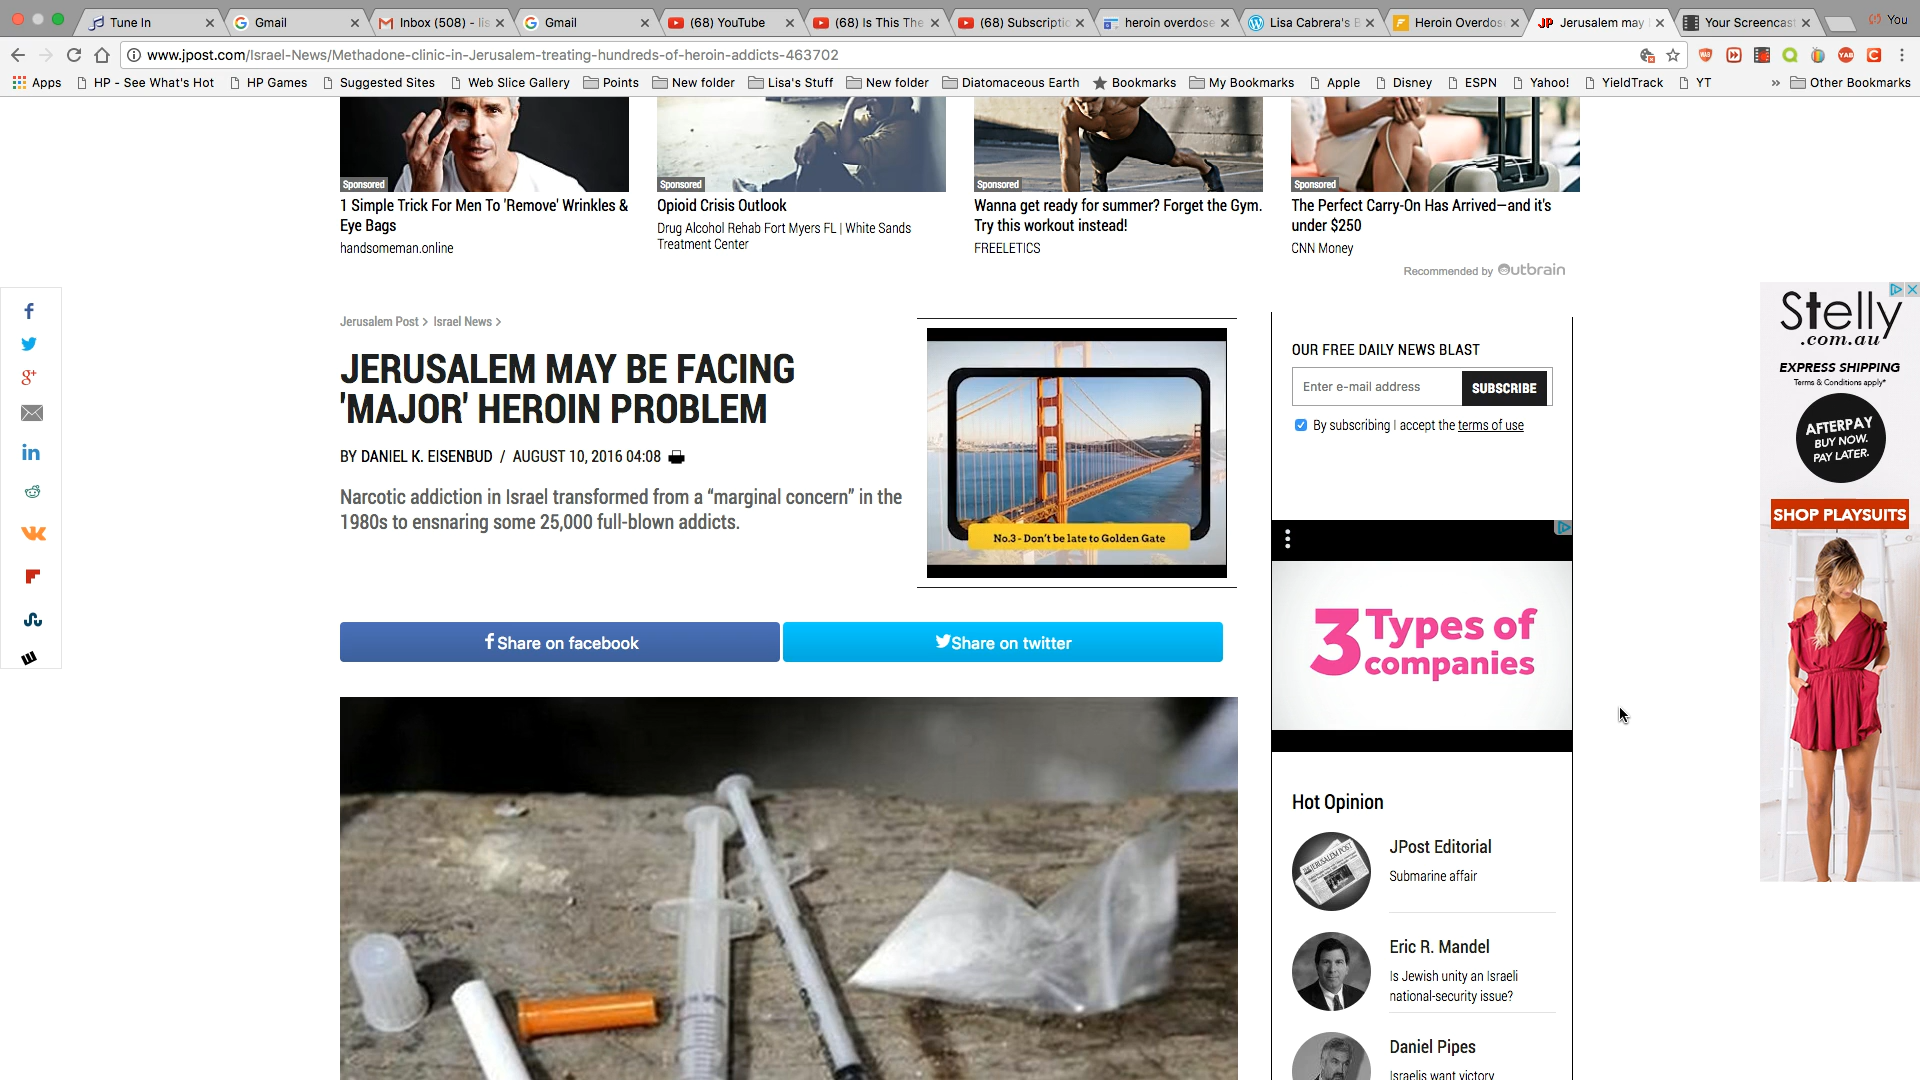 Tune In
Gmail
Inbox (508) - lis
Gmail
(68) YouTube
(68) Is This The
(68) Subscriptio
heroin overdose
Lisa Cabrera's B
Heroin Overdos
JP Jerusalem may
Your Screencas
You
www.jpost.com/Israel-News/Methadone-clinic-in-Jerusalem-treating-hundreds-of-heroin-addicts-463702
Apps
HP - See What's Hot
HP Games
Suggested Sites
Web Slice Gallery
Points
New folder
Lisa's Stuff
New folder
Diatomaceous Earth
Bookmarks
My Bookmarks
Apple
Disney
ESPN
Yahoo!
YieldTrack
YT
»
Other Bookmarks
Sponsored
1 Simple Trick For Men To 'Remove' Wrinkles &
Eye Bags
handsomeman.online
Sponsored
Opioid Crisis Outlook
Drug Alcohol Rehab Fort Myers FL | White Sands
Treatment Center
Sponsored
Wanna get ready for summer? Forget the Gym.
Try this workout instead!
FREELETICS
Sponsored
The Perfect Carry-On Has Arrived—and it's
under $250
CNN Money
Recommended by Outbrain
Jerusalem Post > Israel News >
JERUSALEM MAY BE FACING
'MAJOR' HEROIN PROBLEM
BY DANIEL K. EISENBUD / AUGUST 10, 2016 04:08
Narcotic addiction in Israel transformed from a “marginal concern” in the
1980s to ensnaring some 25,000 full-blown addicts.
No.3 - Don't be late to Golden Gate
Share on facebook
Share on twitter
OUR FREE DAILY NEWS BLAST
Enter e-mail address
SUBSCRIBE
By subscribing I accept the terms of use
3 Types of
companies
Hot Opinion
JPost Editorial
Submarine affair
Eric R. Mandel
Is Jewish unity an Israeli
national-security issue?
Daniel Pipes
Israelis want victory
Stelly
.com.au
EXPRESS SHIPPING
Terms & Conditions apply*
AFTERPAY
BUY NOW.
PAY LATER.
SHOP PLAYSUITS